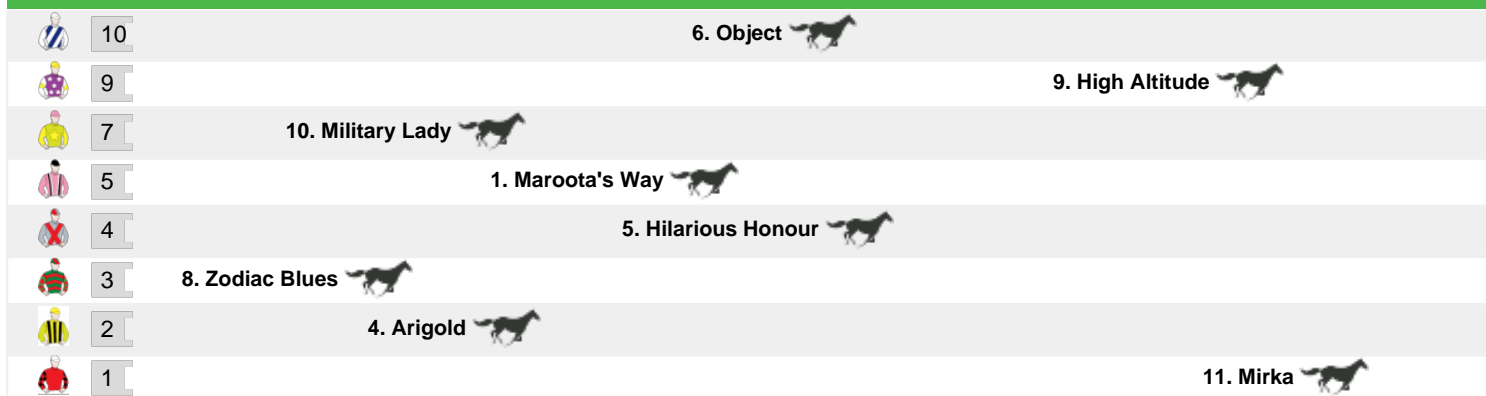 10 6. Object
9 9. High Altitude
7 10. Military Lady
5 1. Maroota's Way
4 5. Hilarious Honour
3 8. Zodiac Blues
2 4. Arigold
1 11. Mirka